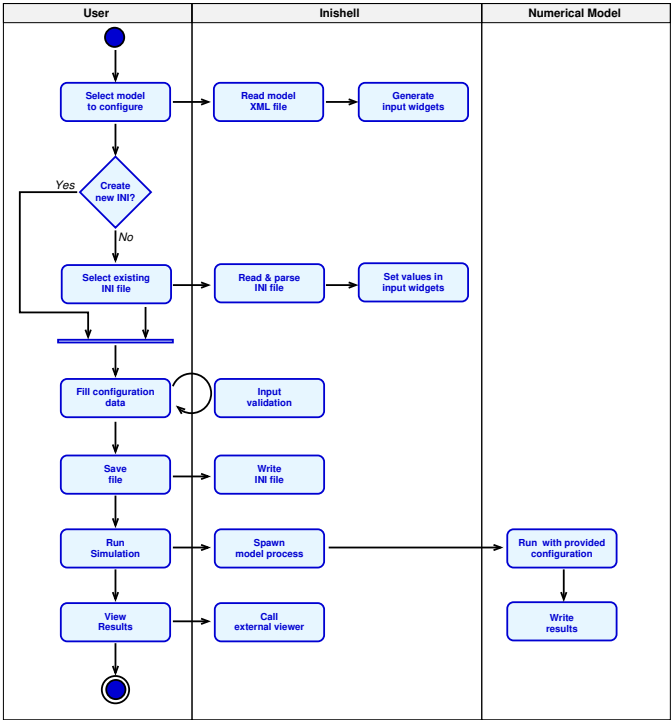 User
Inishell
Numerical Model
Select model
to configure
Read model
XML file
Generate
input widgets
Yes
Create
new INI?
No
Select existing
INI file
Read & parse
INI file
Set values in
input widgets
Fill configuration
data
Input
validation
Save
file
Write
INI file
Run
Simulation
Spawn
model process
Run with provided
configuration
View
Results
Call
external viewer
Write
results